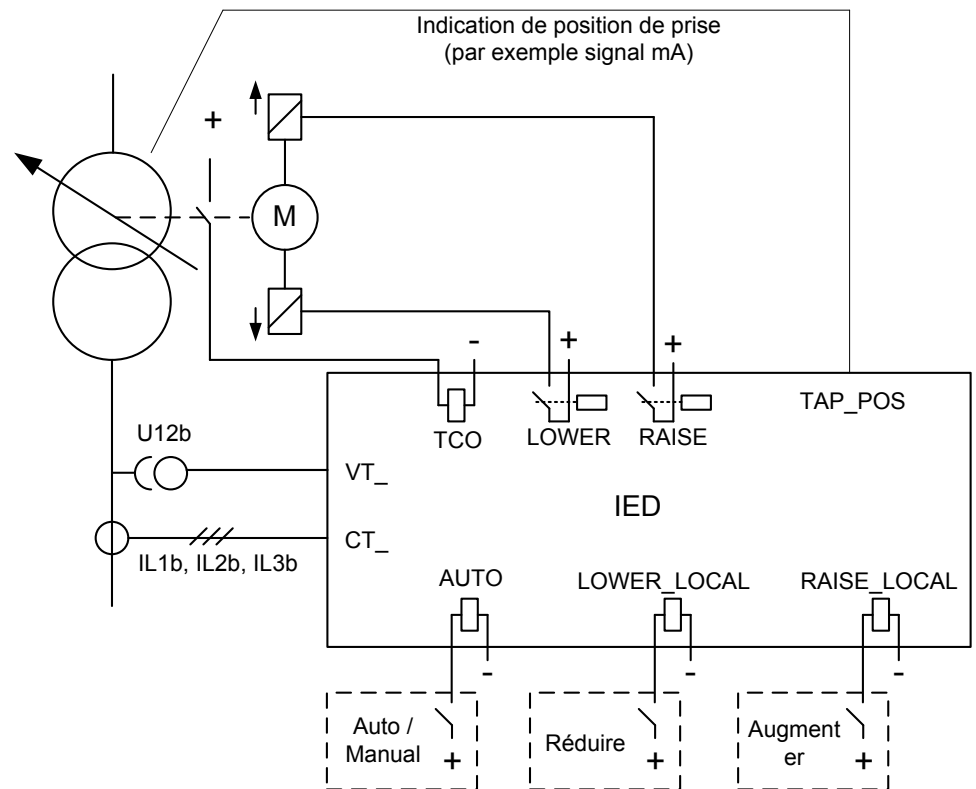 Indication de position de prise
(par exemple signal mA)
+
M
-
+
+
TCO
LOWER
RAISE
TAP_POS
U12b
VT_
IED
CT_
IL1b, IL2b, IL3b
AUTO
LOWER_LOCAL
RAISE_LOCAL
-
-
-
Auto /
Manual
+
Réduire
+
Augment
er
+